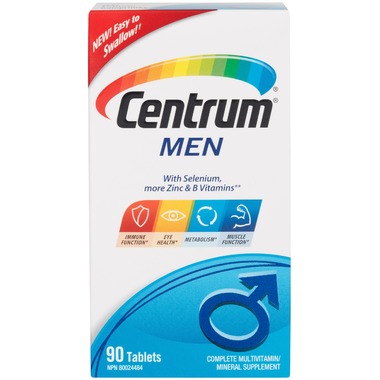 NEW! Easy to
Swallow!†
Centrum®
MEN
With Selenium,
more Zinc & B Vitamins**
IMMUNE
FUNCTION*
EYE
HEALTH*
METABOLISM*
MUSCLE
FUNCTION*
90 Tablets
NPN 80024484
COMPLETE MULTIVITAMIN/
MINERAL SUPPLEMENT